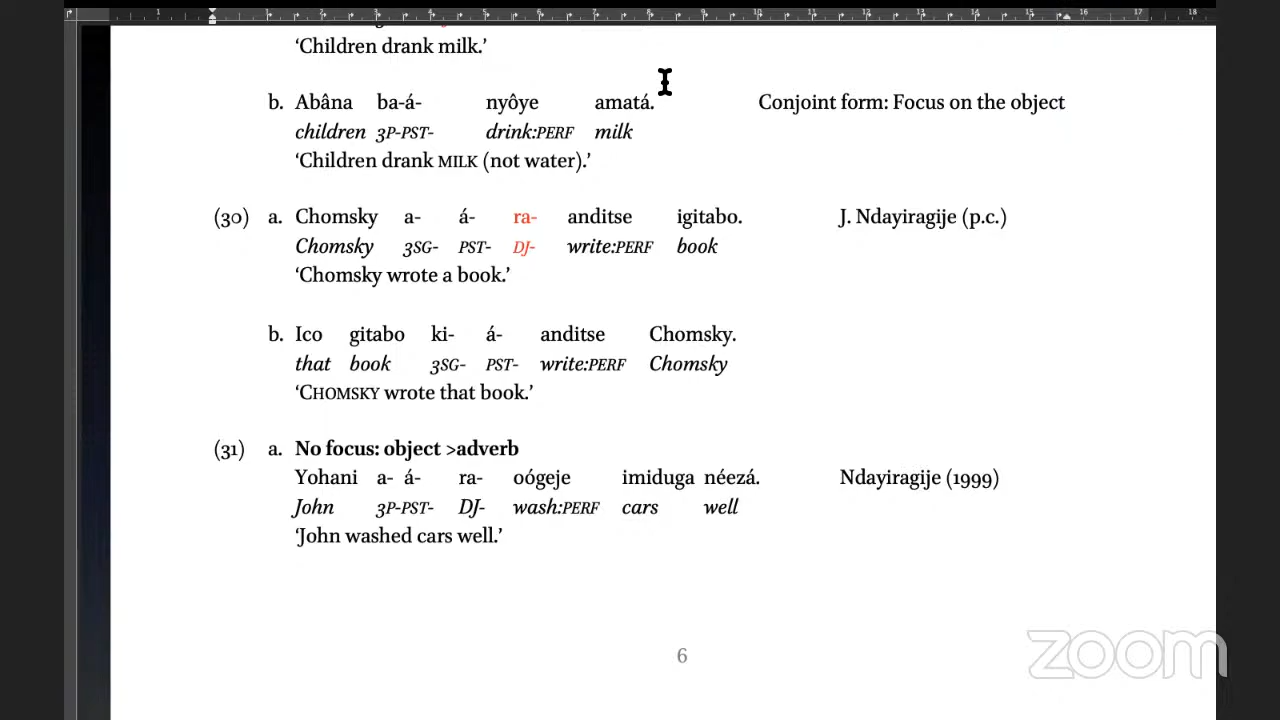 ‘Children drank milk.’
b. Abâna ba-á- nyôye amatá. Conjoint form: Focus on the object
children 3P-PST- drink:PERF milk
‘Children drank MILK (not water).’
(30) a. Chomsky a- á- ra- anditse igitabo. J. Ndayiragije (p.c.)
Chomsky 3SG- PST- DJ- write:PERF book
‘Chomsky wrote a book.’
b. Ico gitabo ki- á- anditse Chomsky.
that book 3SG- PST- write:PERF Chomsky
‘CHOMSKY wrote that book.’
(31) a. No focus: object >adverb
Yohani a- á- ra- oógeje imiduga néezá. Ndayiragije (1999)
John 3P-PST- DJ- wash:PERF cars well
‘John washed cars well.’
6
zoom